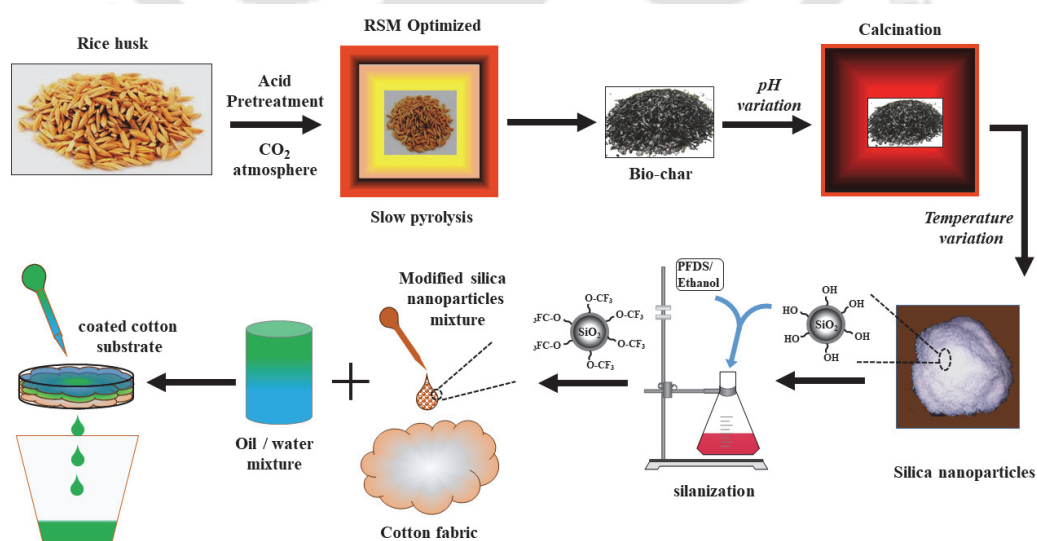 Rice husk
Acid
Pretreatment
CO₂
atmosphere
RSM Optimized
Slow pyrolysis
Bio-char
pH
variation
Calcination
Temperature
variation
Silica nanoparticles
OH
HO
OH
SiO₂
HO
OH
OH
PFDS/
Ethanol
silanization
O-CF₃
₃FC-O
O-CF₃
SiO₂
₃FC-O
O-CF₃
O-CF₃
Modified silica
nanoparticles
mixture
Cotton fabric
Oil / water
mixture
coated cotton
substrate